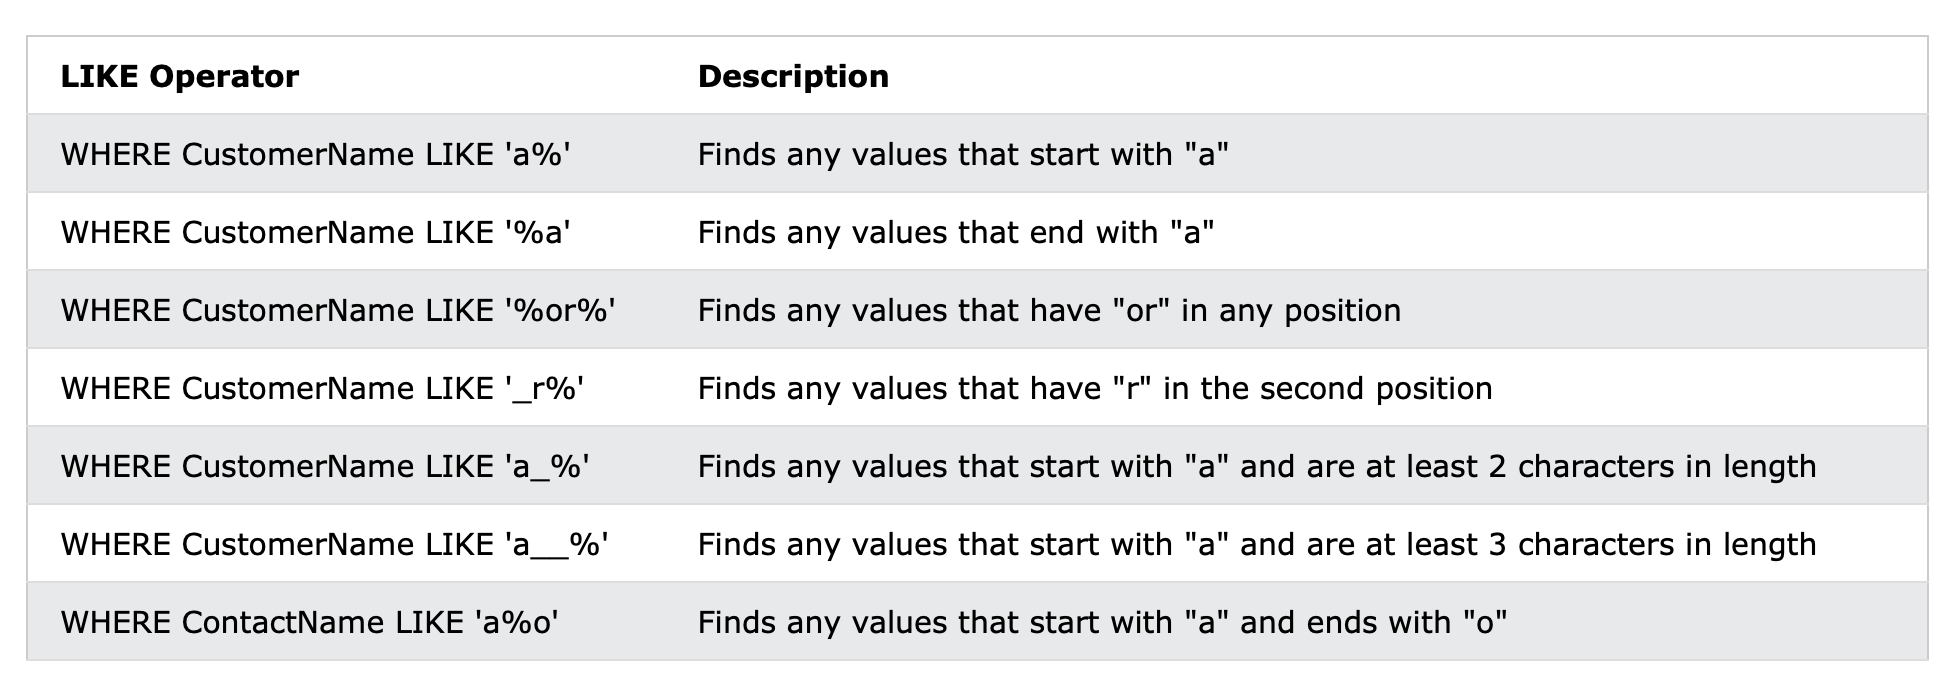 LIKE Operator Description
WHERE CustomerName LIKE 'a%' Finds any values that start with "a"
WHERE CustomerName LIKE '%a' Finds any values that end with "a"
WHERE CustomerName LIKE '%or%' Finds any values that have "or" in any position
WHERE CustomerName LIKE '_r%' Finds any values that have "r" in the second position
WHERE CustomerName LIKE 'a_%' Finds any values that start with "a" and are at least 2 characters in length
WHERE CustomerName LIKE 'a__%' Finds any values that start with "a" and are at least 3 characters in length
WHERE ContactName LIKE 'a%o' Finds any values that start with "a" and ends with "o"